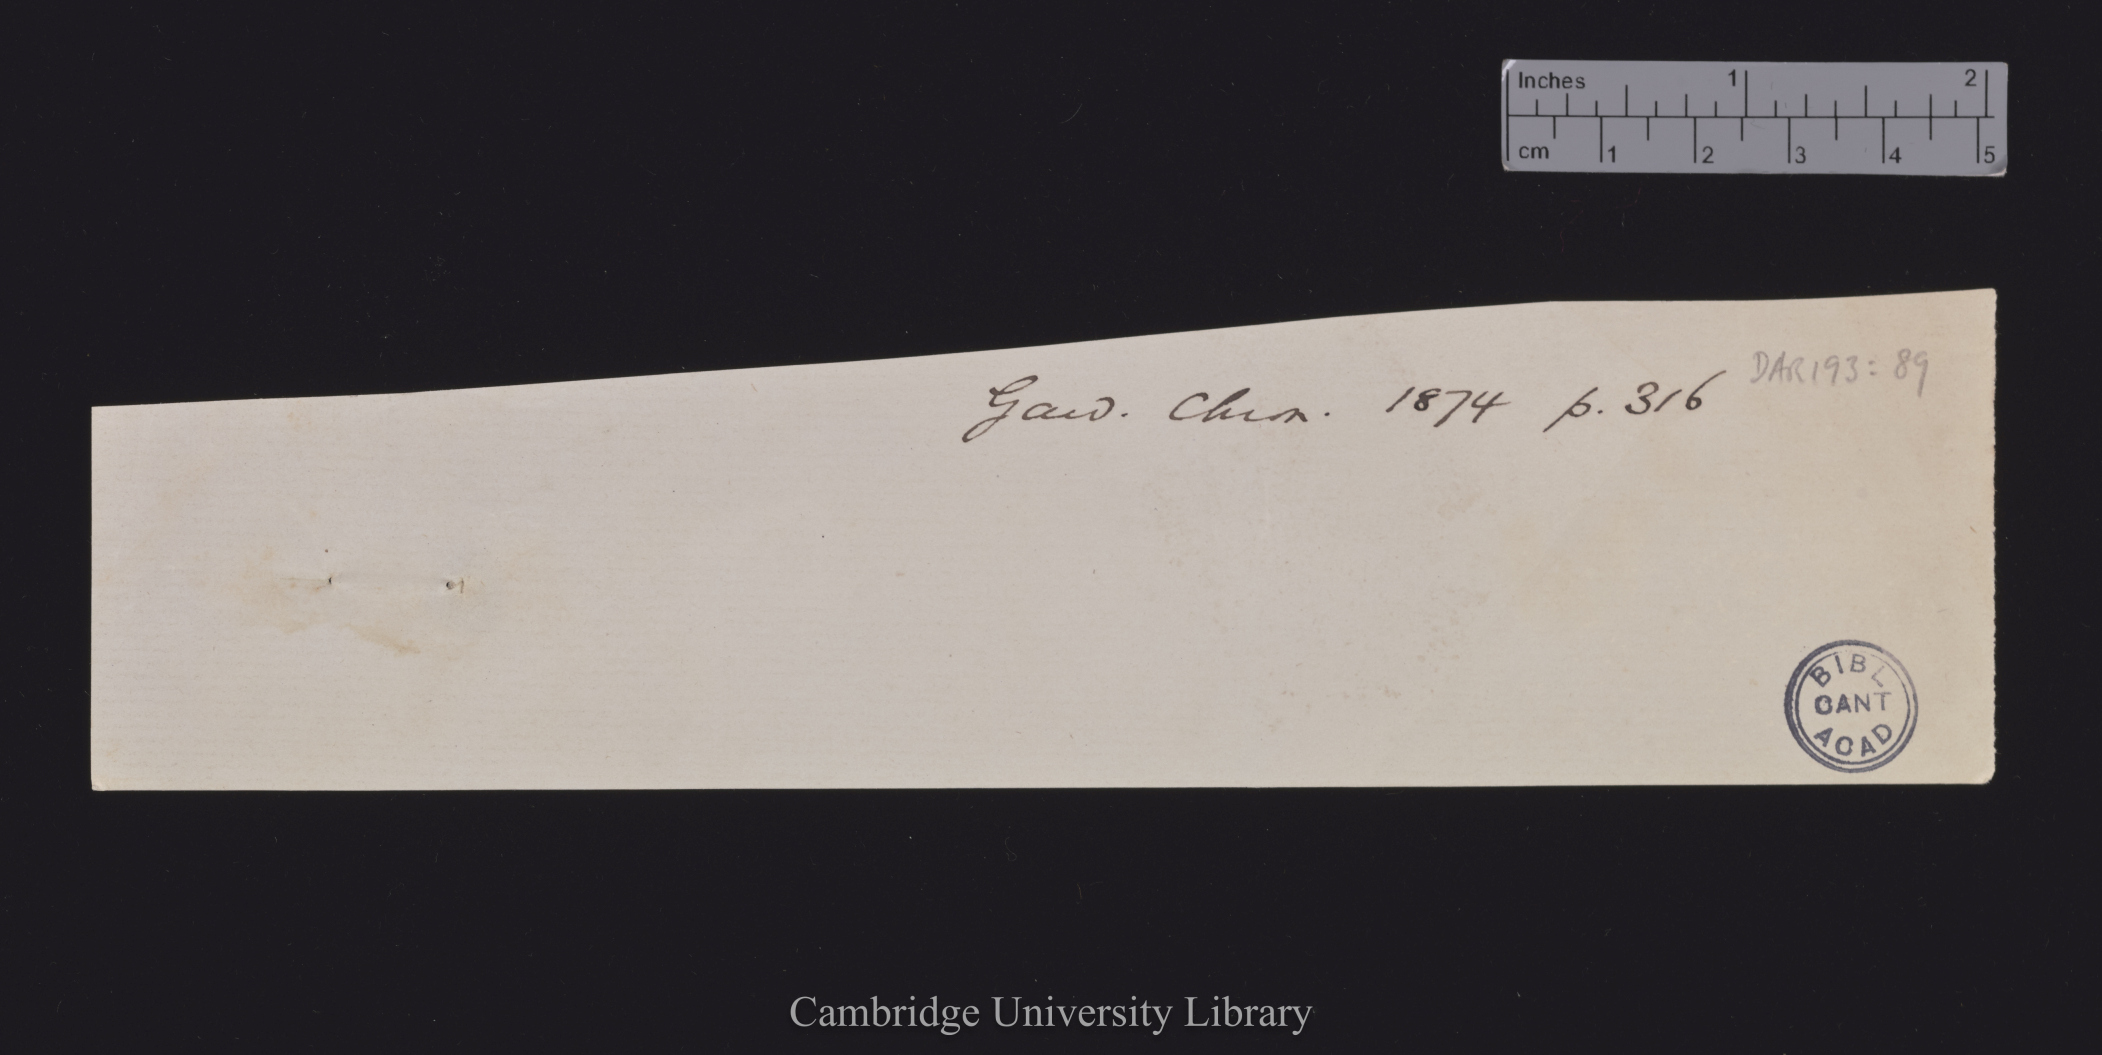 Inches 1 2
cm 1 2 3 4 5
Gard. Chron. 1874 p. 316
DAR193: 89
BIBL
CANT
ACAD
Cambridge University Library